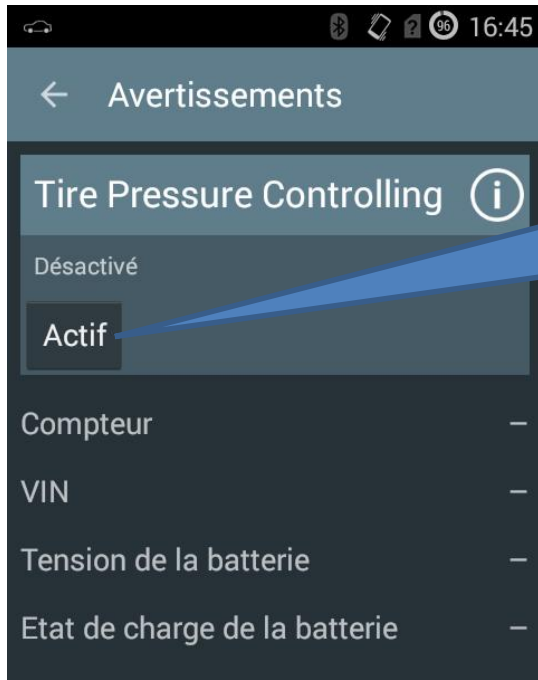 96 16:45
Avertissements
Tire Pressure Controlling i
Désactivé
Actif
Compteur –
VIN –
Tension de la batterie –
Etat de charge de la batterie –